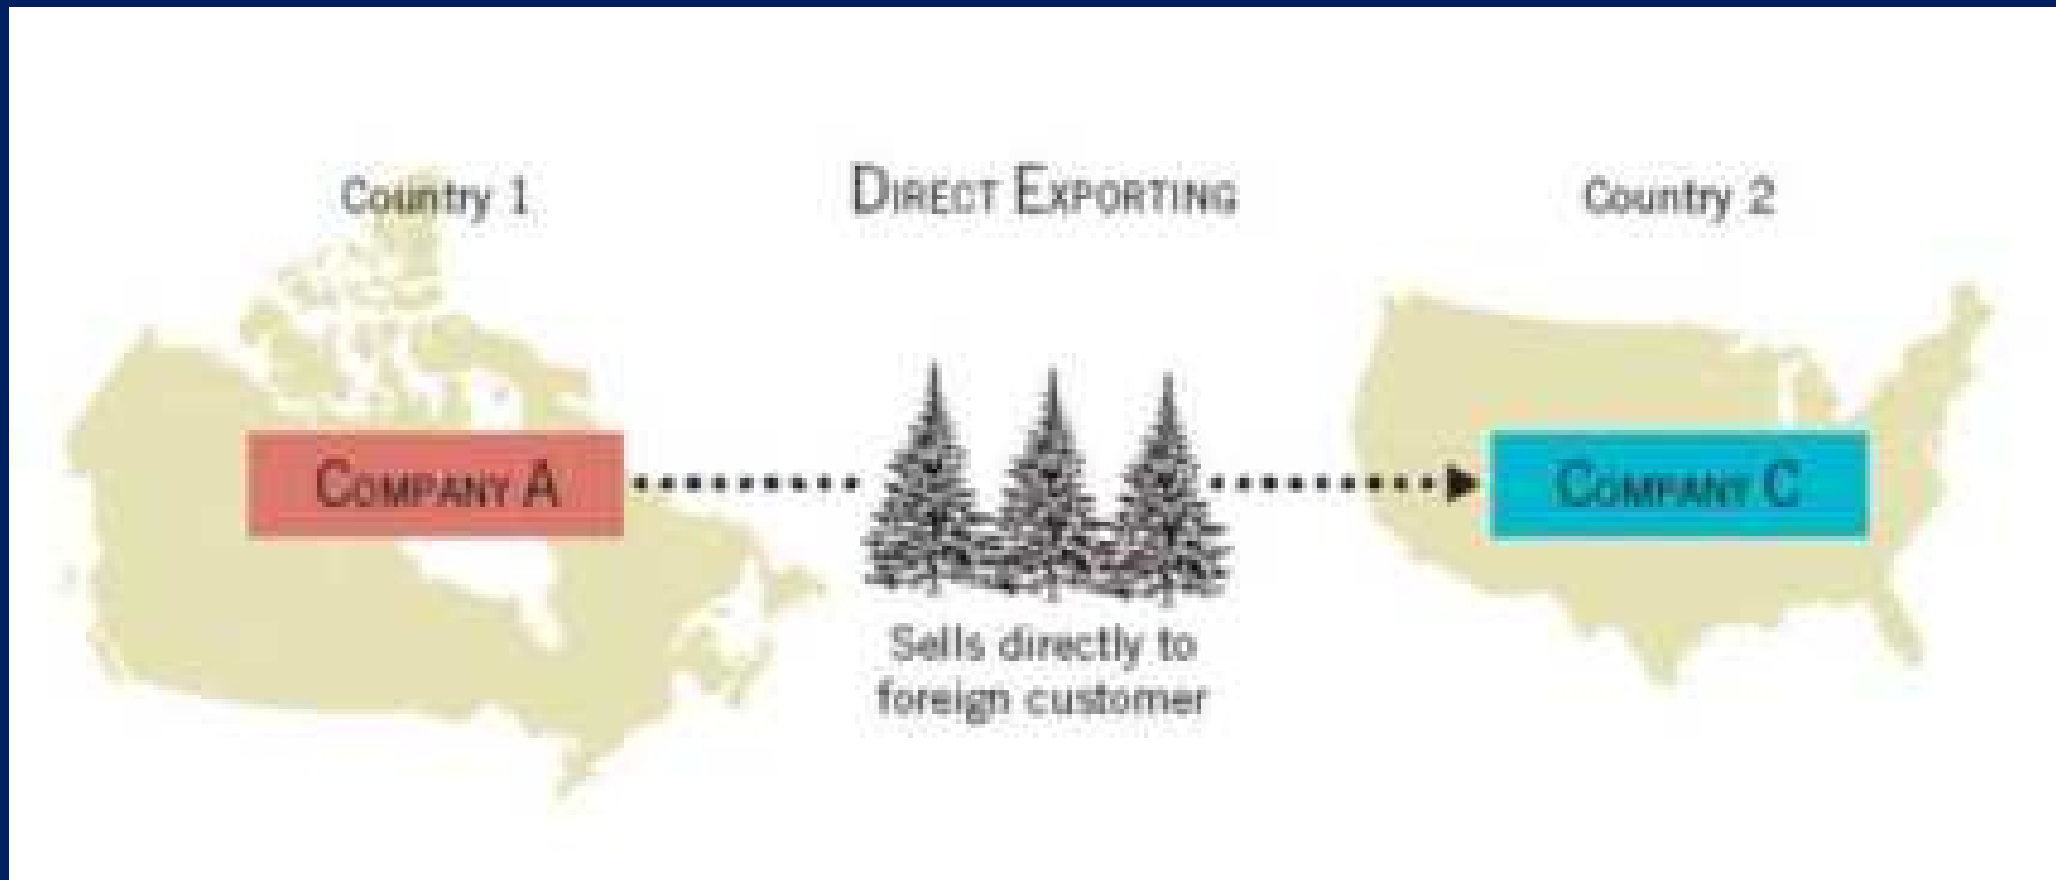 Country 1
DIRECT EXPORTING
Country 2
COMPANY A
COMPANY C
Sells directly to
foreign customer